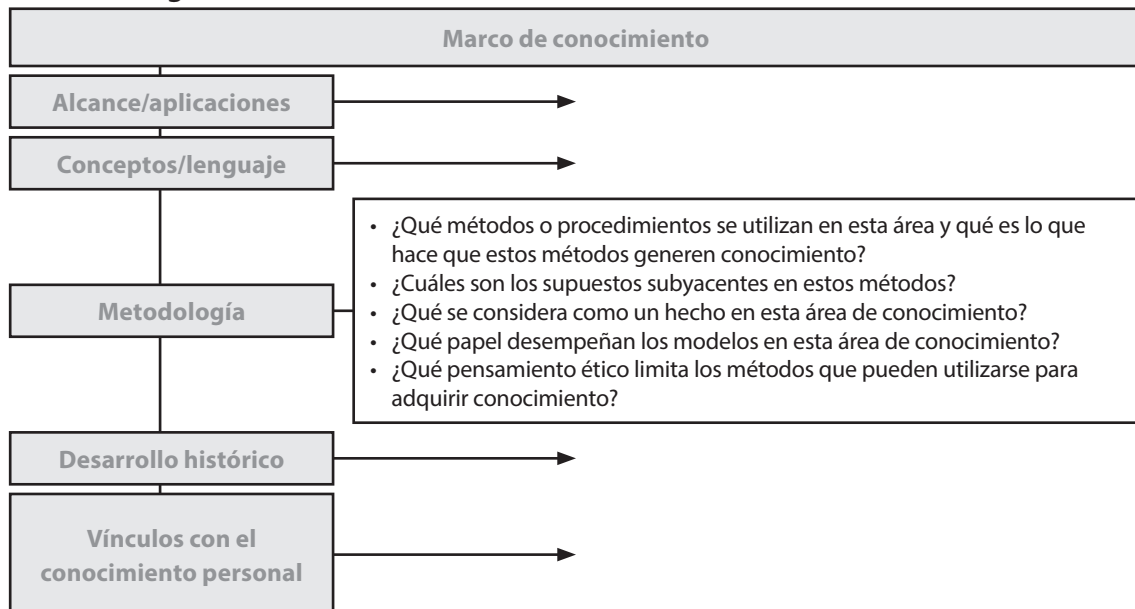 Marco de conocimiento
Alcance/aplicaciones
Conceptos/lenguaje
Metodología
• ¿Qué métodos o procedimientos se utilizan en esta área y qué es lo que
hace que estos métodos generen conocimiento?
• ¿Cuáles son los supuestos subyacentes en estos métodos?
• ¿Qué se considera como un hecho en esta área de conocimiento?
• ¿Qué papel desempeñan los modelos en esta área de conocimiento?
• ¿Qué pensamiento ético limita los métodos que pueden utilizarse para
adquirir conocimiento?
Desarrollo histórico
Vínculos con el
conocimiento personal